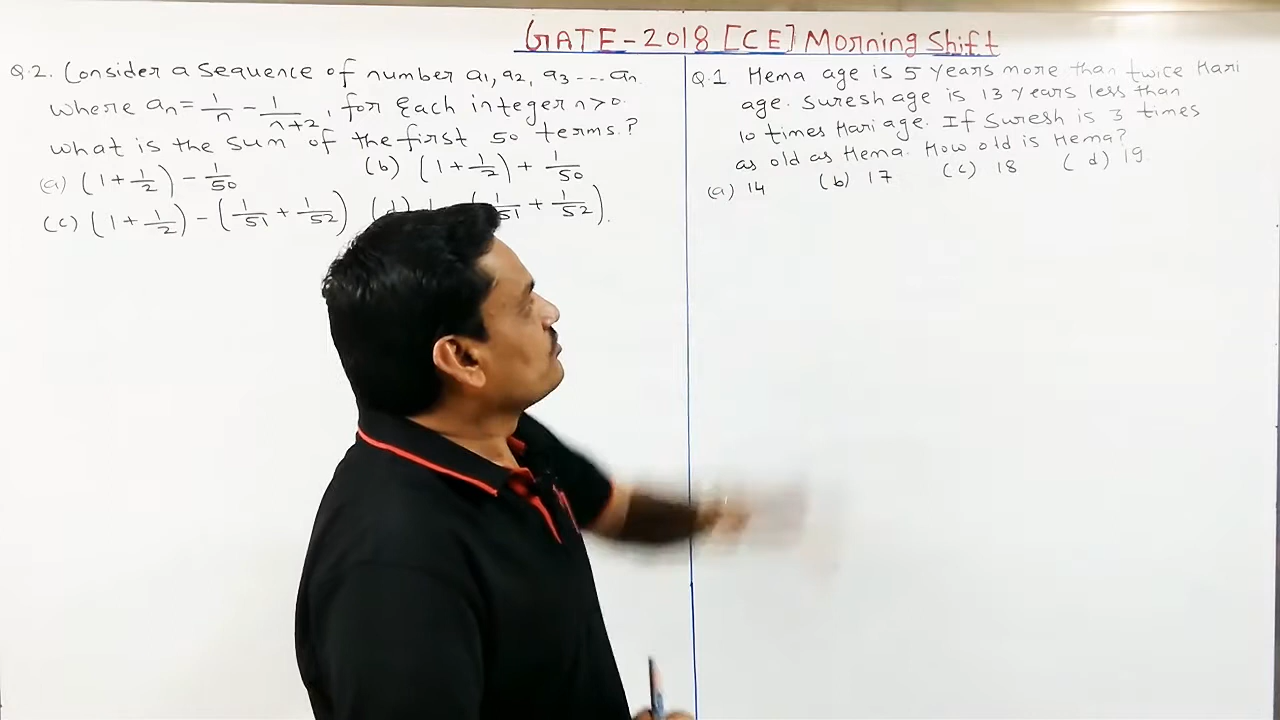 GATE-2018 [CE] Morning Shift
Q.2. Consider a sequence of number a1, a2, a3 --- an.
where an = 1/n - 1/n+2, for each integer n>0.
what is the sum of the first 50 terms.?
(a) (1+1/2) - 1/50 (b) (1+1/2) + 1/50
(c) (1+1/2) - (1/51 + 1/52) (d) 1/51 + 1/52).
Q.1 Hema age is 5 years more than twice Hari
age. Suresh age is 13 years less than
10 times Hari age. If Suresh is 3 times
as old as Hema. How old is Hema?
(a) 14 (b) 17 (c) 18 (d) 19.